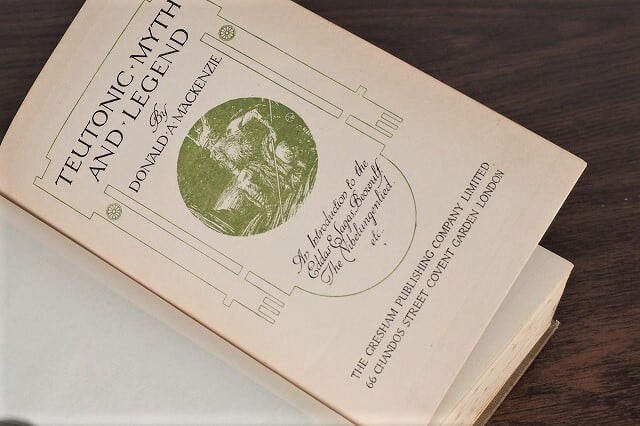 TEUTONIC·MYTH
AND·LEGEND
By
DONALD·A·MACKENZIE
An Introduction to the
Eddas & Sagas, Beowulf,
The Nibelungenlied.
etc.
THE GRESHAM PUBLISHING COMPANY LIMITED
66 CHANDOS STREET COVENT GARDEN LONDON